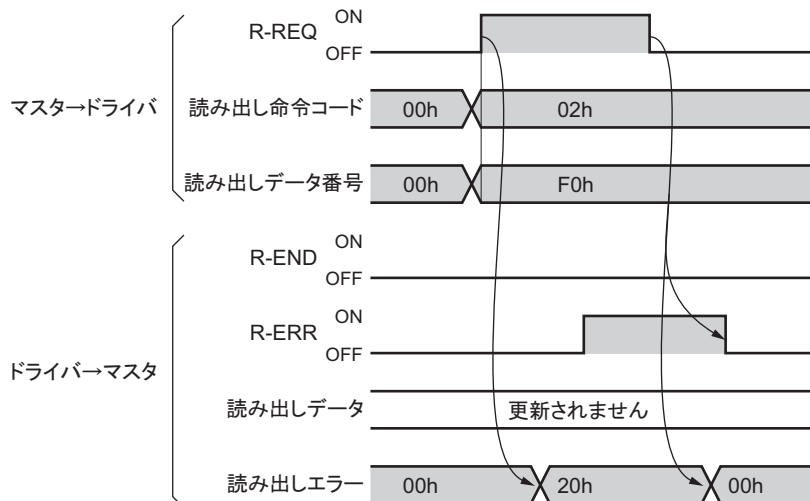 R-REQ ON
OFF
マスタ→ドライバ
読み出し命令コード 00h 02h
読み出しデータ番号 00h F0h
R-END ON
OFF
R-ERR ON
OFF
ドライバ→マスタ
読み出しデータ 更新されません
読み出しエラー 00h 20h 00h